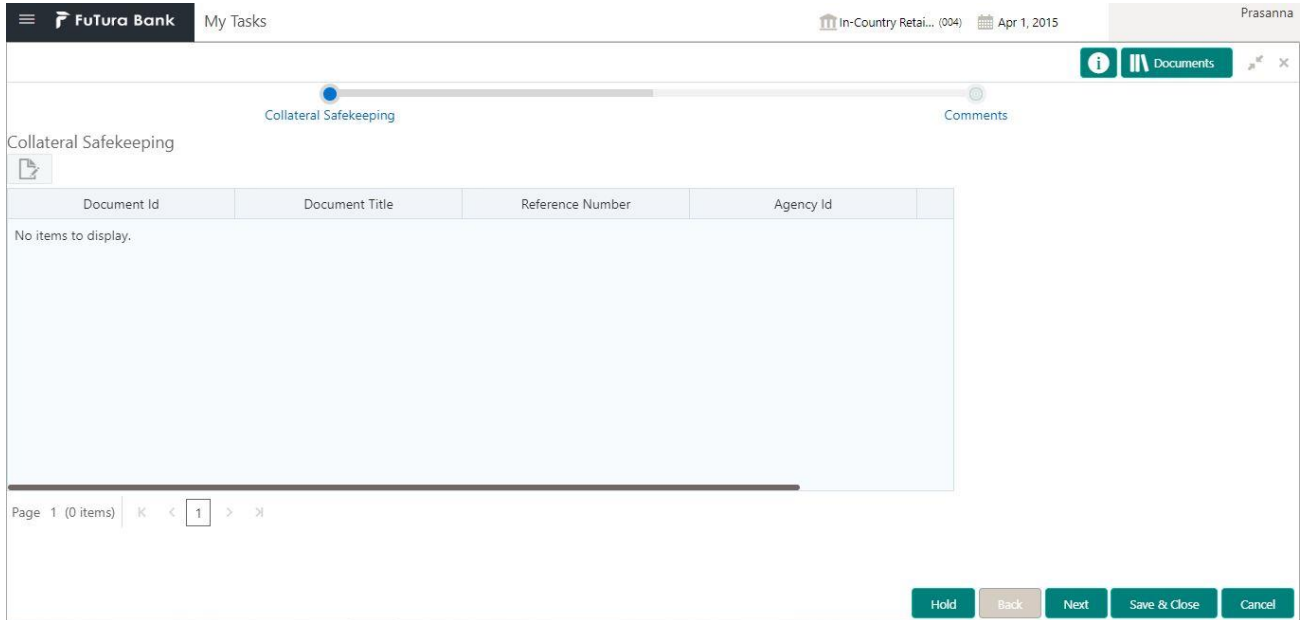 FuTura Bank My Tasks In-Country Retai... (004) Apr 1, 2015 Prasanna
Documents
Collateral Safekeeping Comments
Collateral Safekeeping
Document Id Document Title Reference Number Agency Id
No items to display.
Page 1 (0 items) 1
Hold Back Next Save & Close Cancel